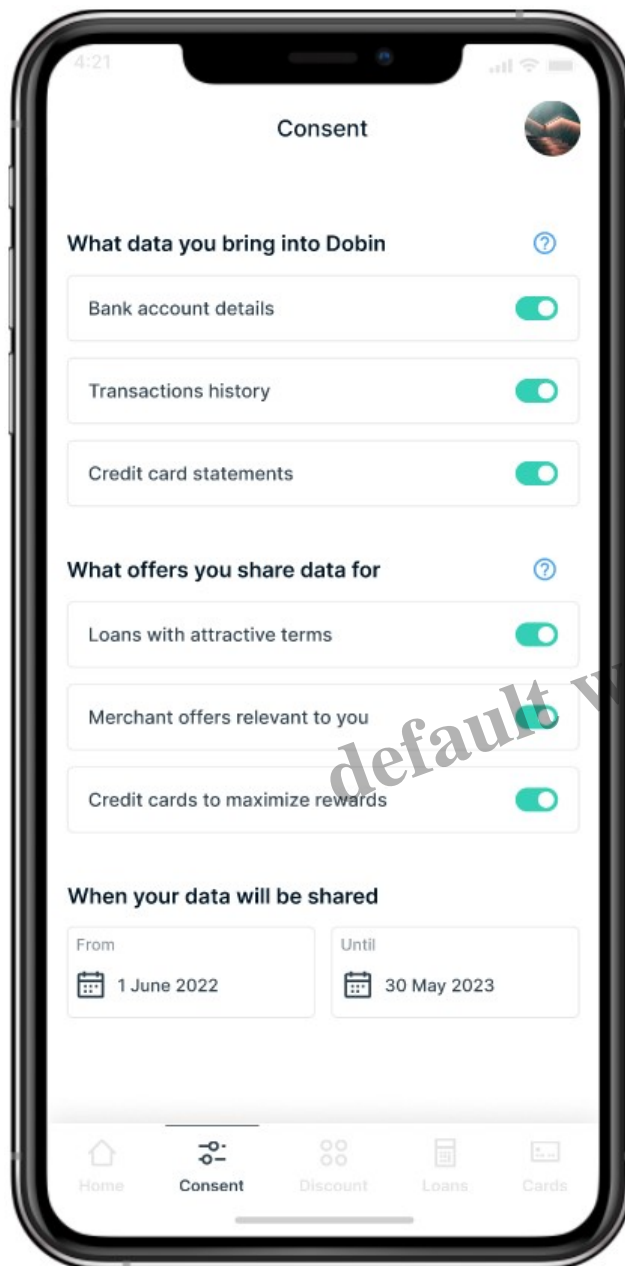 4:21
Consent
What data you bring into Dobin
Bank account details
Transactions history
Credit card statements
What offers you share data for
Loans with attractive terms
Merchant offers relevant to you
Credit cards to maximize rewards
default w
When your data will be shared
From
Until
1 June 2022
30 May 2023
Home
Consent
Discount
Loans
Cards